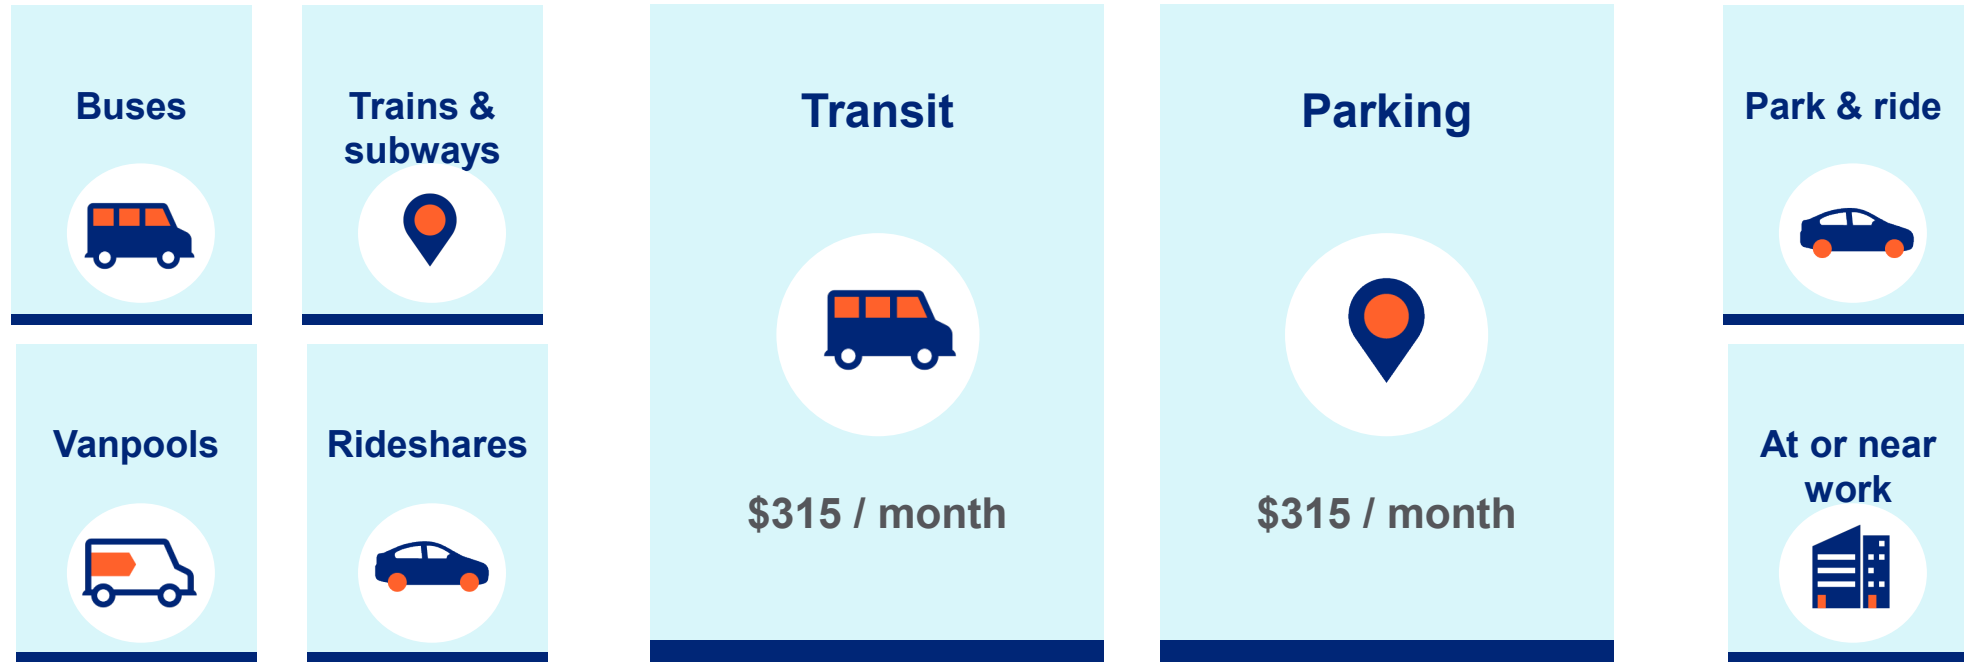 Buses
Trains &
subways
Vanpools
Rideshares
Transit
$315 / month
Parking
$315 / month
Park & ride
At or near
work